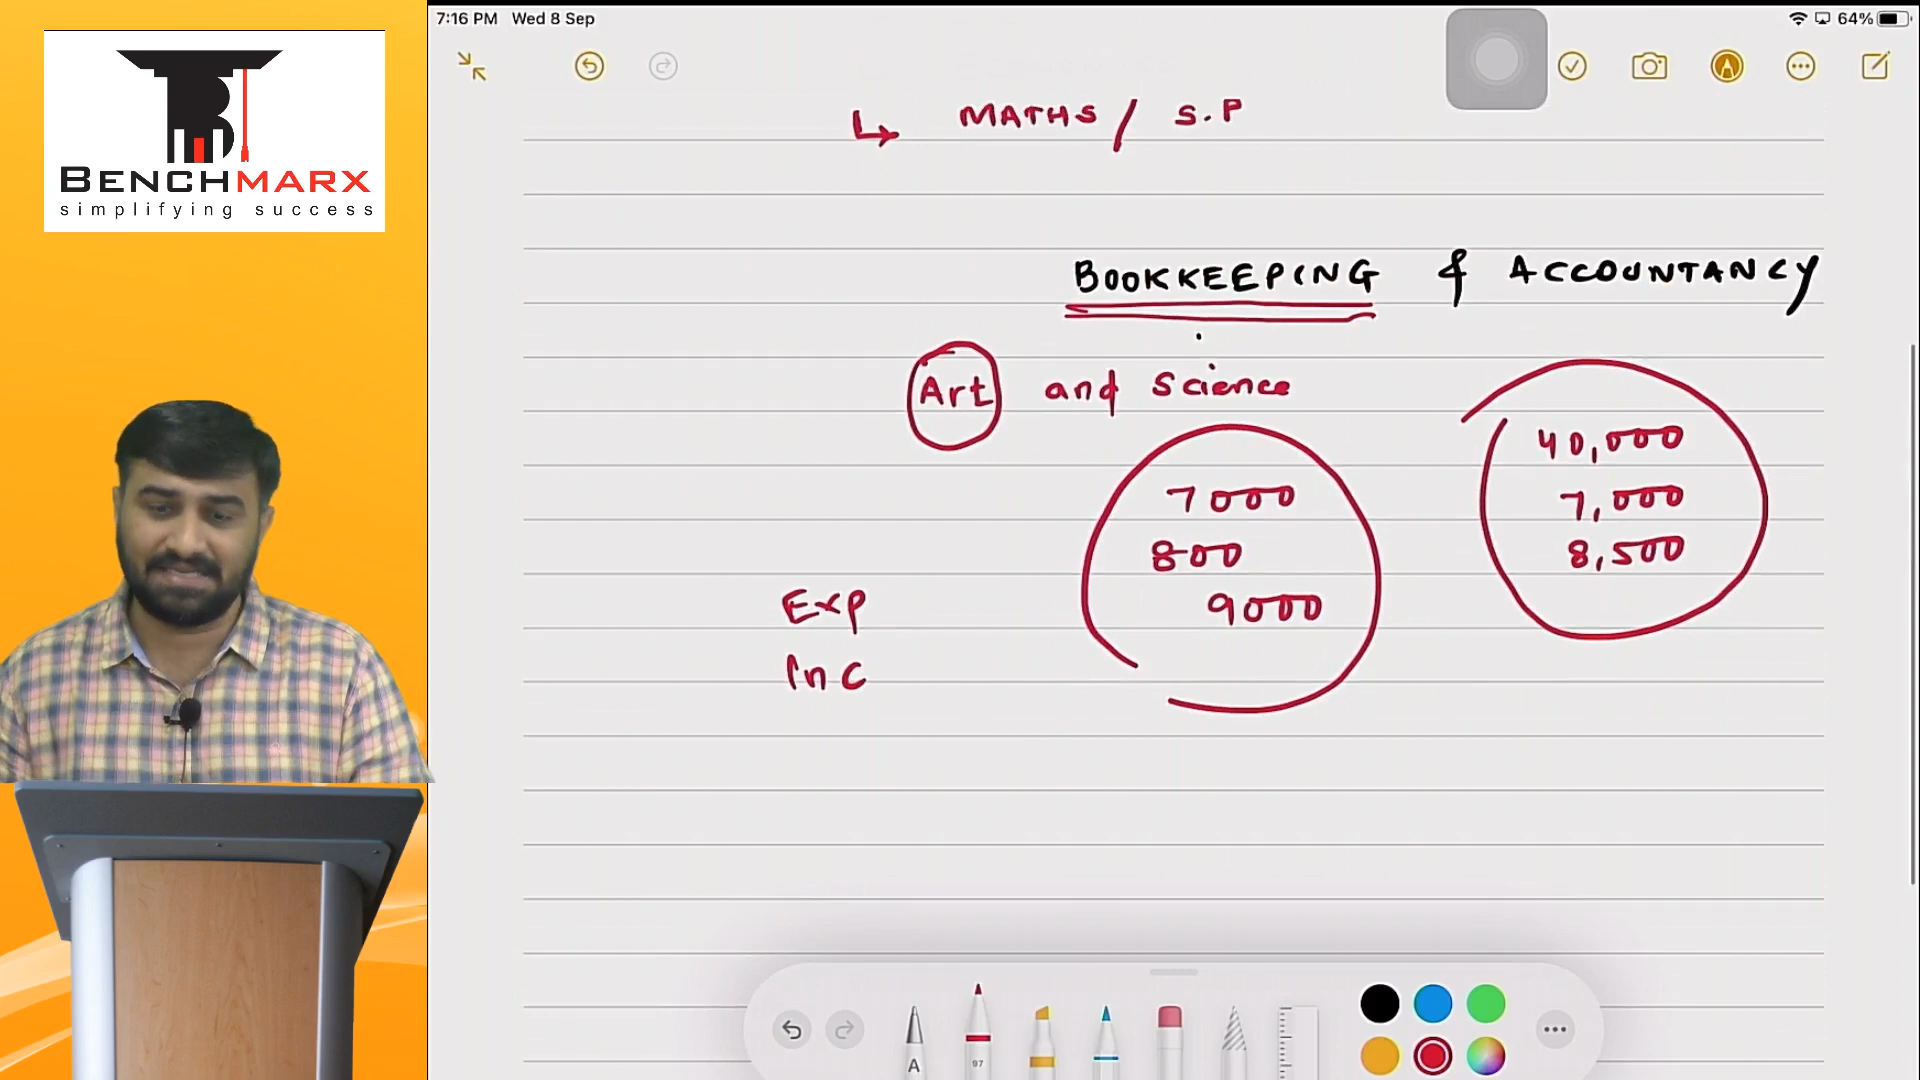 7:16 PM Wed 8 Sep
64%
BENCHMARX
simplifying success
MATHS / S.P
BOOKKEEPING & ACCOUNTANCY
Art and Science
7000
800
9000
40,000
7,000
8,500
Exp
Inc
A
97